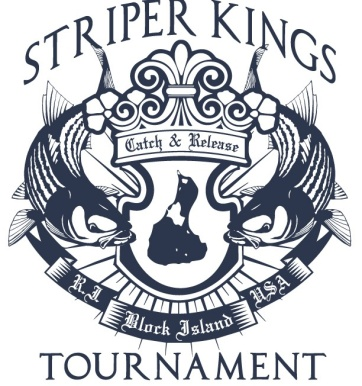 STRIPER KINGS
Catch & Release
R.I. Block Island USA
TOURNAMENT